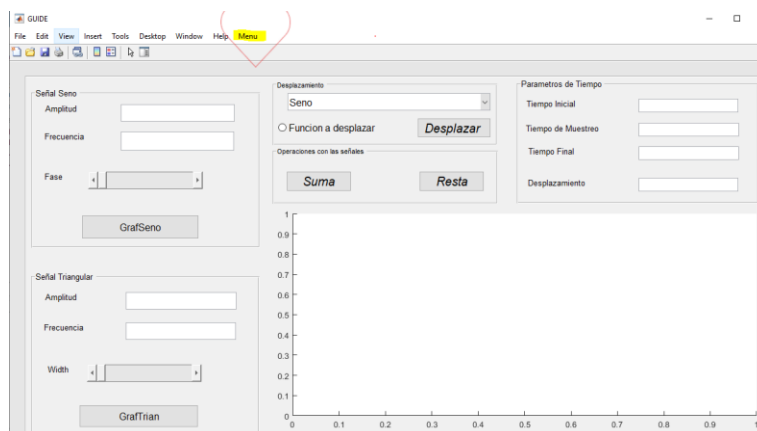 GUIDE
File Edit View Insert Tools Desktop Window Help Menu
Señal Seno
Amplitud
Frecuencia
Fase
GrafSeno
Señal Triangular
Amplitud
Frecuencia
Width
GrafTrian
Desplazamiento
Seno
Funcion a desplazar
Desplazar
Operaciones con las señales
Suma Resta
Parametros de Tiempo
Tiempo Inicial
Tiempo de Muestreo
Tiempo Final
Desplazamiento
1
0.9
0.8
0.7
0.6
0.5
0.4
0.3
0.2
0.1
0
0 0.1 0.2 0.3 0.4 0.5 0.6 0.7 0.8 0.9 1